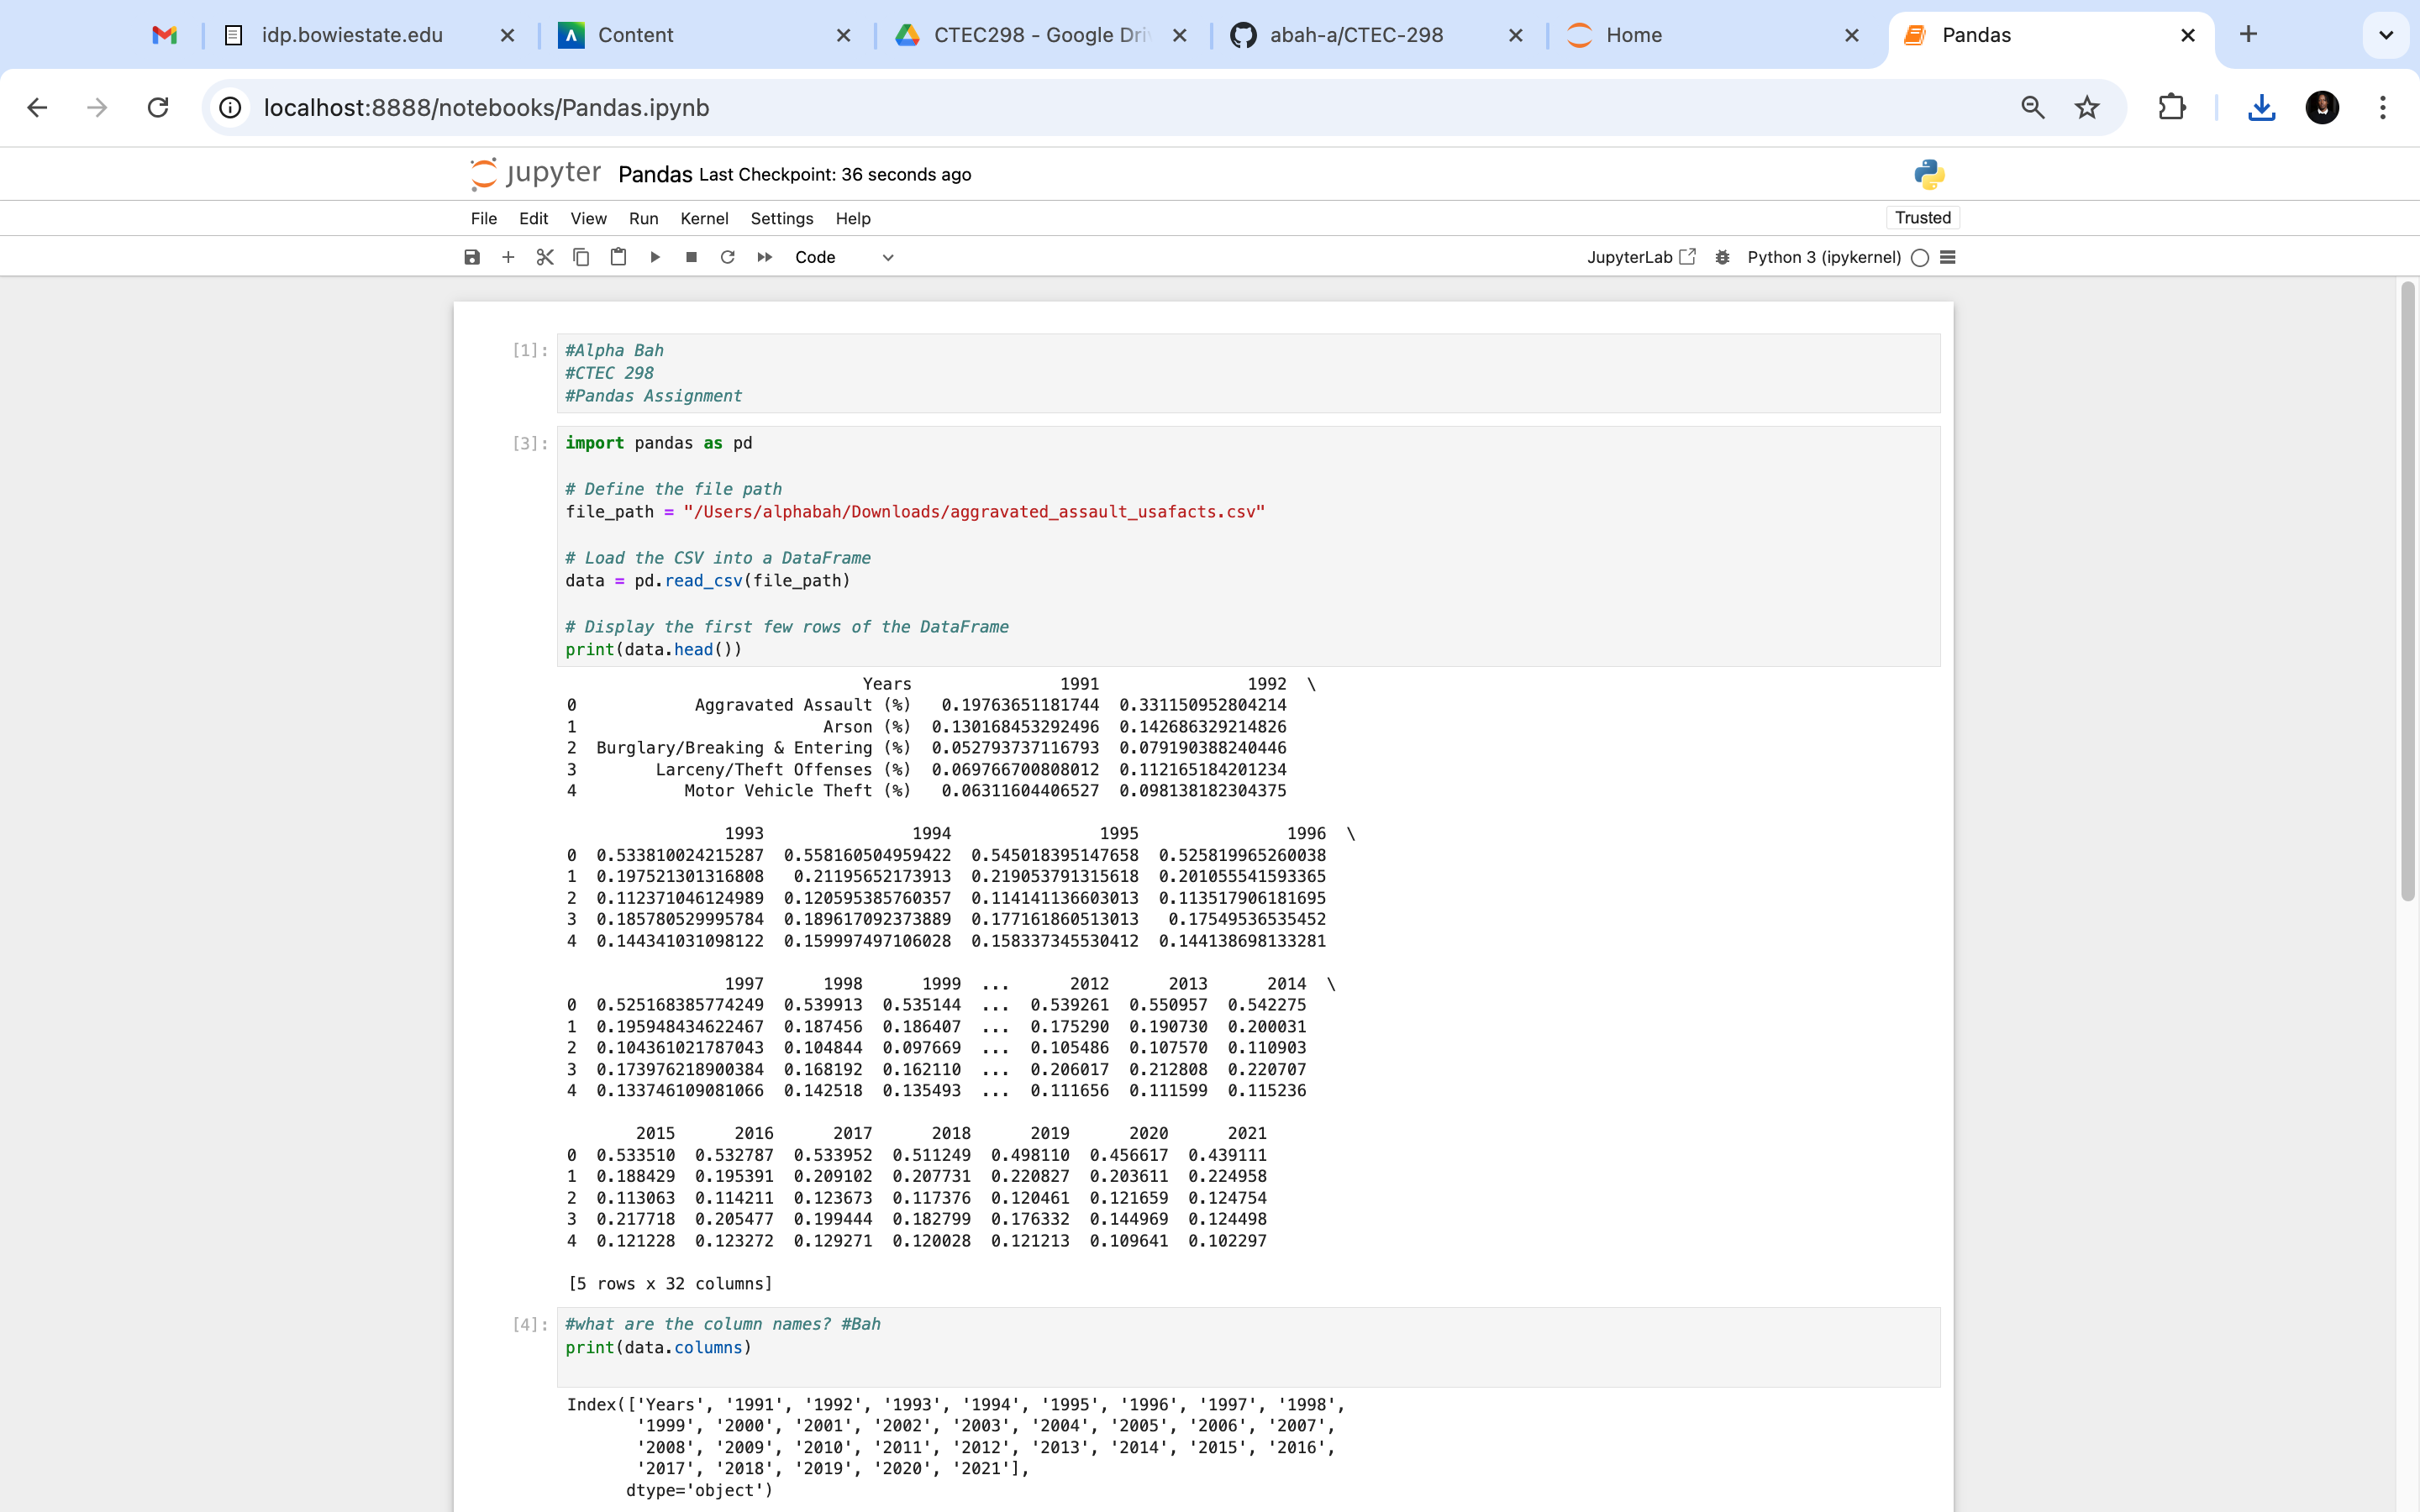 idp.bowiestate.edu
Content
CTEC298 - Google Dri
abah-a/CTEC-298
Home
Pandas
localhost:8888/notebooks/Pandas.ipynb
jupyter Pandas Last Checkpoint: 36 seconds ago
File Edit View Run Kernel Settings Help
Trusted
Code
JupyterLab
Python 3 (ipykernel)
[1]:
#Alpha Bah
#CTEC 298
#Pandas Assignment
[3]:
import pandas as pd
# Define the file path
file_path = "/Users/alphabah/Downloads/aggravated_assault_usafacts.csv"
# Load the CSV into a DataFrame
data = pd.read_csv(file_path)
# Display the first few rows of the DataFrame
print(data.head())
Years 1991 1992 \
0 Aggravated Assault (%) 0.19763651181744 0.331150952804214
1 Arson (%) 0.130168453292496 0.142686329214826
2 Burglary/Breaking & Entering (%) 0.052793737116793 0.079190388240446
3 Larceny/Theft Offenses (%) 0.069766700808012 0.112165184201234
4 Motor Vehicle Theft (%) 0.06311604406527 0.098138182304375
1993 1994 1995 1996 \
0 0.533810024215287 0.558160504959422 0.545018395147658 0.525819965260038
1 0.197521301316808 0.21195652173913 0.219053791315618 0.201055541593365
2 0.112371046124989 0.120595385760357 0.114141136603013 0.113517906181695
3 0.185780529995784 0.189617092373889 0.177161860513013 0.17549536535452
4 0.144341031098122 0.159997497106028 0.158337345530412 0.144138698133281
1997 1998 1999 ... 2012 2013 2014 \
0 0.525168385774249 0.539913 0.535144 ... 0.539261 0.550957 0.542275
1 0.195948434622467 0.187456 0.186407 ... 0.175290 0.190730 0.200031
2 0.104361021787043 0.104844 0.097669 ... 0.105486 0.107570 0.110903
3 0.173976218900384 0.168192 0.162110 ... 0.206017 0.212808 0.220707
4 0.133746109081066 0.142518 0.135493 ... 0.111656 0.111599 0.115236
2015 2016 2017 2018 2019 2020 2021
0 0.533510 0.532787 0.533952 0.511249 0.498110 0.456617 0.439111
1 0.188429 0.195391 0.209102 0.207731 0.220827 0.203611 0.224958
2 0.113063 0.114211 0.123673 0.117376 0.120461 0.121659 0.124754
3 0.217718 0.205477 0.199444 0.182799 0.176332 0.144969 0.124498
4 0.121228 0.123272 0.129271 0.120028 0.121213 0.109641 0.102297
[5 rows x 32 columns]
[4]:
#what are the column names? #Bah
print(data.columns)
Index(['Years', '1991', '1992', '1993', '1994', '1995', '1996', '1997', '1998',
'1999', '2000', '2001', '2002', '2003', '2004', '2005', '2006', '2007',
'2008', '2009', '2010', '2011', '2012', '2013', '2014', '2015', '2016',
'2017', '2018', '2019', '2020', '2021'],
dtype='object')